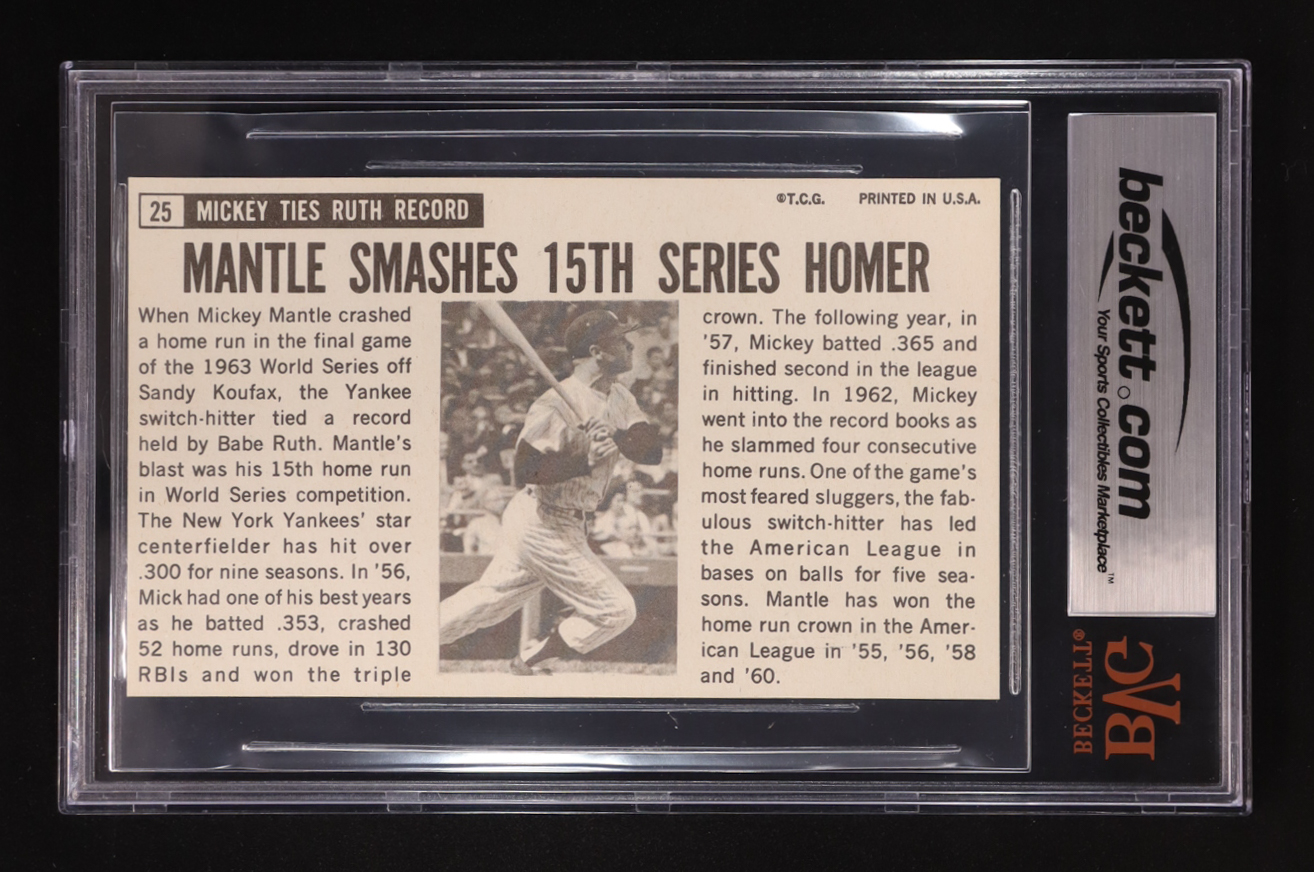 25 MICKEY TIES RUTH RECORD
©T.C.G. PRINTED IN U.S.A.
MANTLE SMASHES 15TH SERIES HOMER
When Mickey Mantle crashed
a home run in the final game
of the 1963 World Series off
Sandy Koufax, the Yankee
switch-hitter tied a record
held by Babe Ruth. Mantle's
blast was his 15th home run
in World Series competition.
The New York Yankees' star
centerfielder has hit over
.300 for nine seasons. In '56,
Mick had one of his best years
as he batted .353, crashed
52 home runs, drove in 130
RBIs and won the triple
crown. The following year, in
'57, Mickey batted .365 and
finished second in the league
in hitting. In 1962, Mickey
went into the record books as
he slammed four consecutive
home runs. One of the game's
most feared sluggers, the fab-
ulous switch-hitter has led
the American League in
bases on balls for five sea-
sons. Mantle has won the
home run crown in the Amer-
ican League in '55, '56, '58
and '60.
beckett.com
Your Sports Collectibles Marketplace™
BECKETT®
BVG